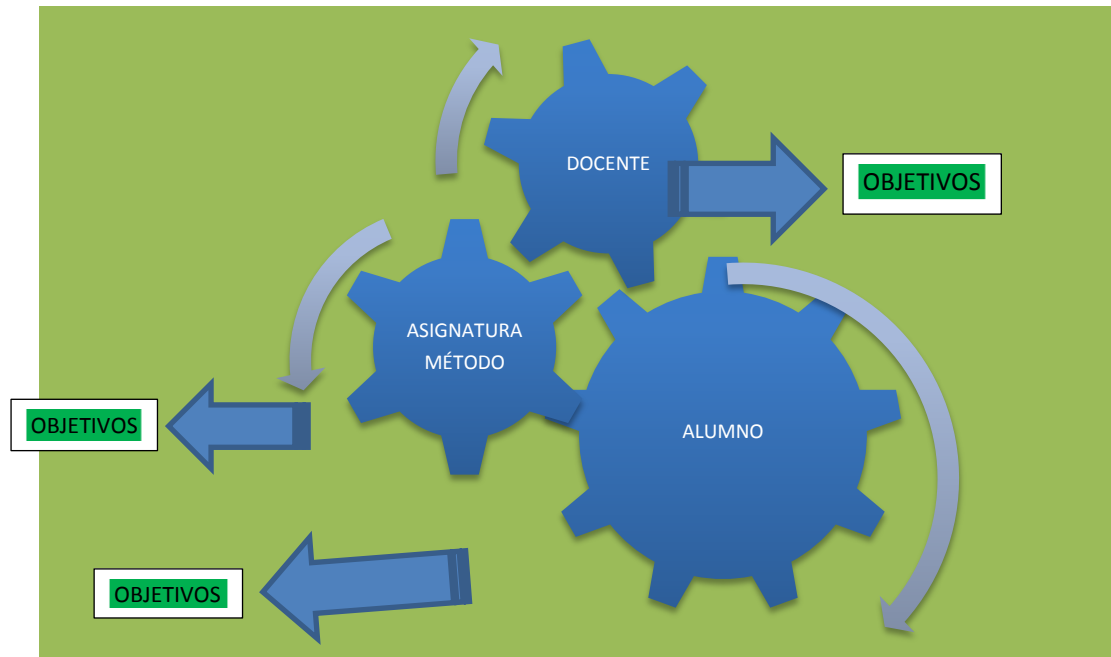 DOCENTE
OBJETIVOS
ASIGNATURA
MÉTODO
OBJETIVOS
ALUMNO
OBJETIVOS